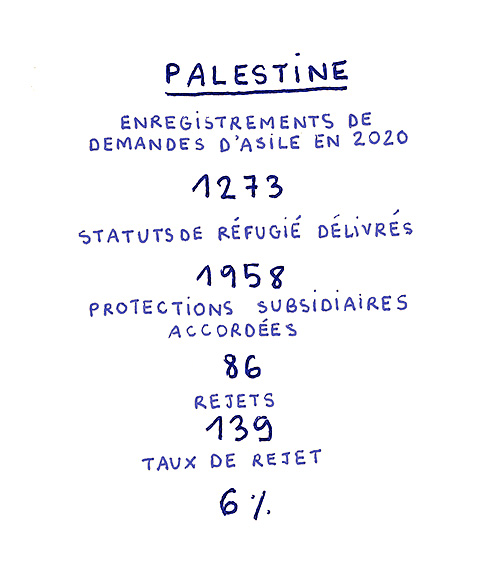 PALESTINE
ENREGISTREMENTS DE
DEMANDES D'ASILE EN 2020
1273
STATUTS DE RÉFUGIÉ DÉLIVRÉS
1958
PROTECTIONS SUBSIDIAIRES
ACCORDÉES
86
REJETS
139
TAUX DE REJET
6%